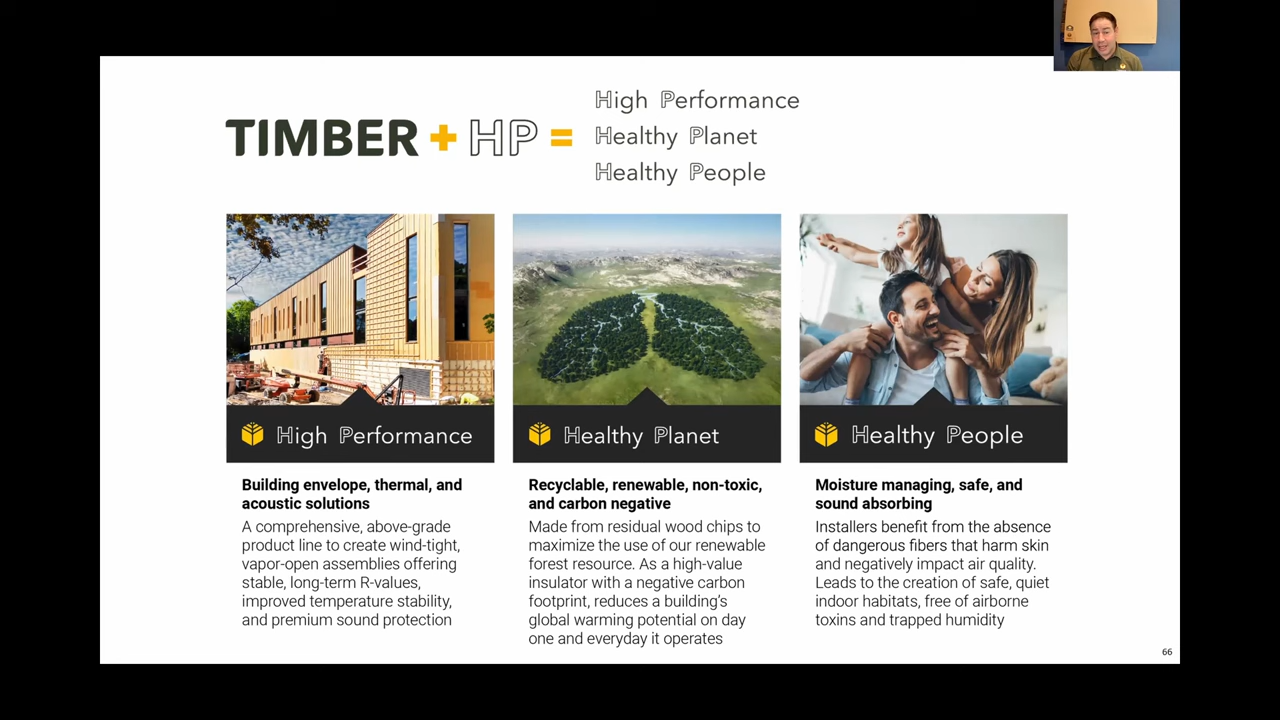 TIMBER + HP =
High Performance
Healthy Planet
Healthy People
High Performance
Building envelope, thermal, and
acoustic solutions
A comprehensive, above-grade
product line to create wind-tight,
vapor-open assemblies offering
stable, long-term R-values,
improved temperature stability,
and premium sound protection
Healthy Planet
Recyclable, renewable, non-toxic,
and carbon negative
Made from residual wood chips to
maximize the use of our renewable
forest resource. As a high-value
insulator with a negative carbon
footprint, reduces a building's
global warming potential on day
one and everyday it operates
Healthy People
Moisture managing, safe, and
sound absorbing
Installers benefit from the absence
of dangerous fibers that harm skin
and negatively impact air quality.
Leads to the creation of safe, quiet
indoor habitats, free of airborne
toxins and trapped humidity
66